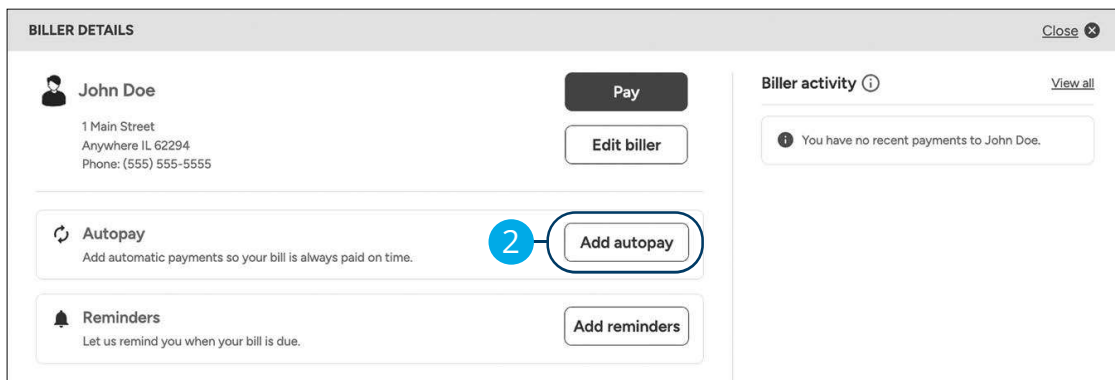 BILLER DETAILS
Close
John Doe
1 Main Street
Anywhere IL 62294
Phone: (555) 555-5555
Pay
Edit biller
Autopay
Add automatic payments so your bill is always paid on time.
2
Add autopay
Reminders
Let us remind you when your bill is due.
Add reminders
Biller activity
View all
You have no recent payments to John Doe.